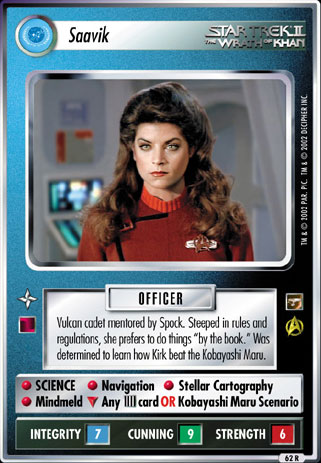 Saavik
STAR TREK II
THE WRATH OF KHAN
TM & © 2002 PAR. PIC. TM & © 2002 DECIPHER INC.
OFFICER
Vulcan cadet mentored by Spock. Steeped in rules and
regulations, she prefers to do things "by the book." Was
determined to learn how Kirk beat the Kobayashi Maru.
SCIENCE Navigation Stellar Cartography
Mindmeld Any card OR Kobayashi Maru Scenario
INTEGRITY 7 CUNNING 9 STRENGTH 6
62 R